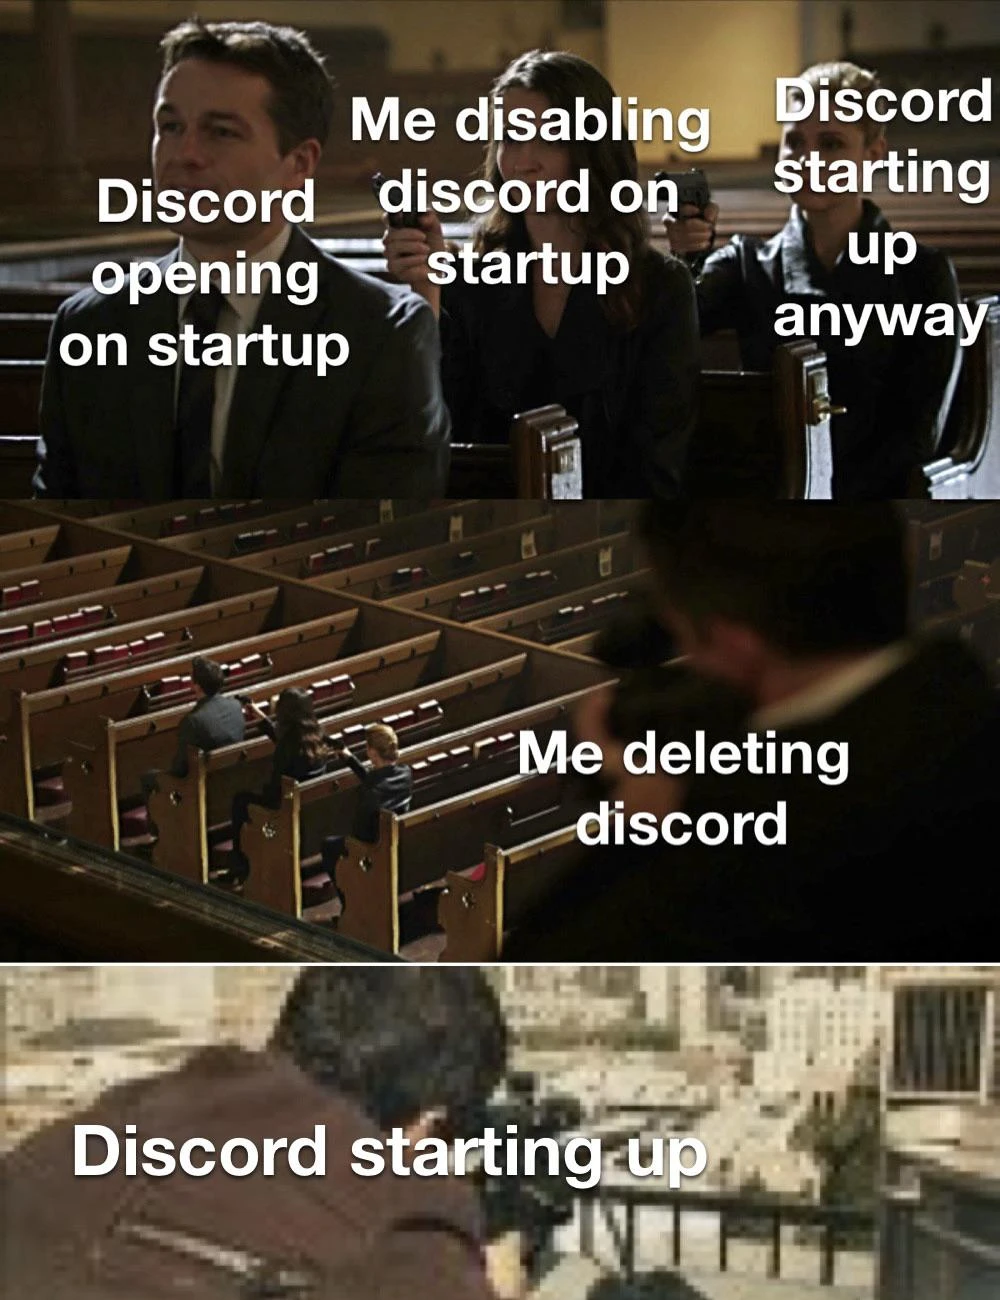 Discord
opening
on startup
Me disabling
discord on
startup
Discord
starting
up
anyway
Me deleting
discord
Discord starting up